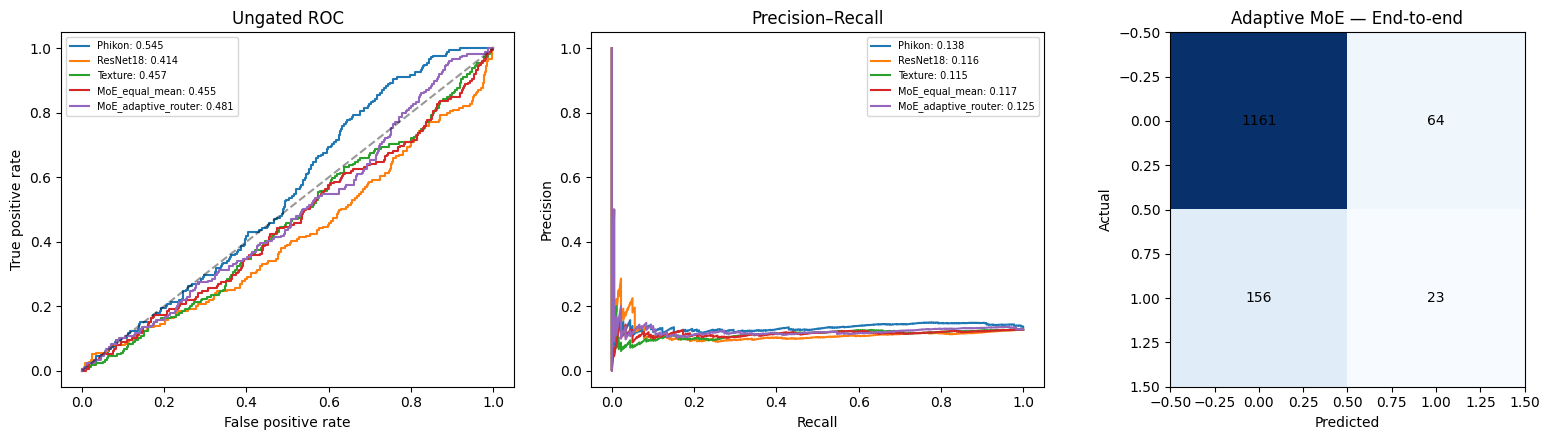 Ungated ROC
Phikon: 0.545
ResNet18: 0.414
Texture: 0.457
MoE_equal_mean: 0.455
MoE_adaptive_router: 0.481
1.0
0.8
0.6
0.4
0.2
0.0
True positive rate
0.0 0.2 0.4 0.6 0.8 1.0
False positive rate
Precision–Recall
Phikon: 0.138
ResNet18: 0.116
Texture: 0.115
MoE_equal_mean: 0.117
MoE_adaptive_router: 0.125
1.0
0.8
0.6
0.4
0.2
0.0
Precision
0.0 0.2 0.4 0.6 0.8 1.0
Recall
Adaptive MoE — End-to-end
−0.50
−0.25
0.00
0.25
0.50
0.75
1.00
1.25
1.50
Actual
1161 64
156 23
−0.50 −0.25 0.00 0.25 0.50 0.75 1.00 1.25 1.50
Predicted